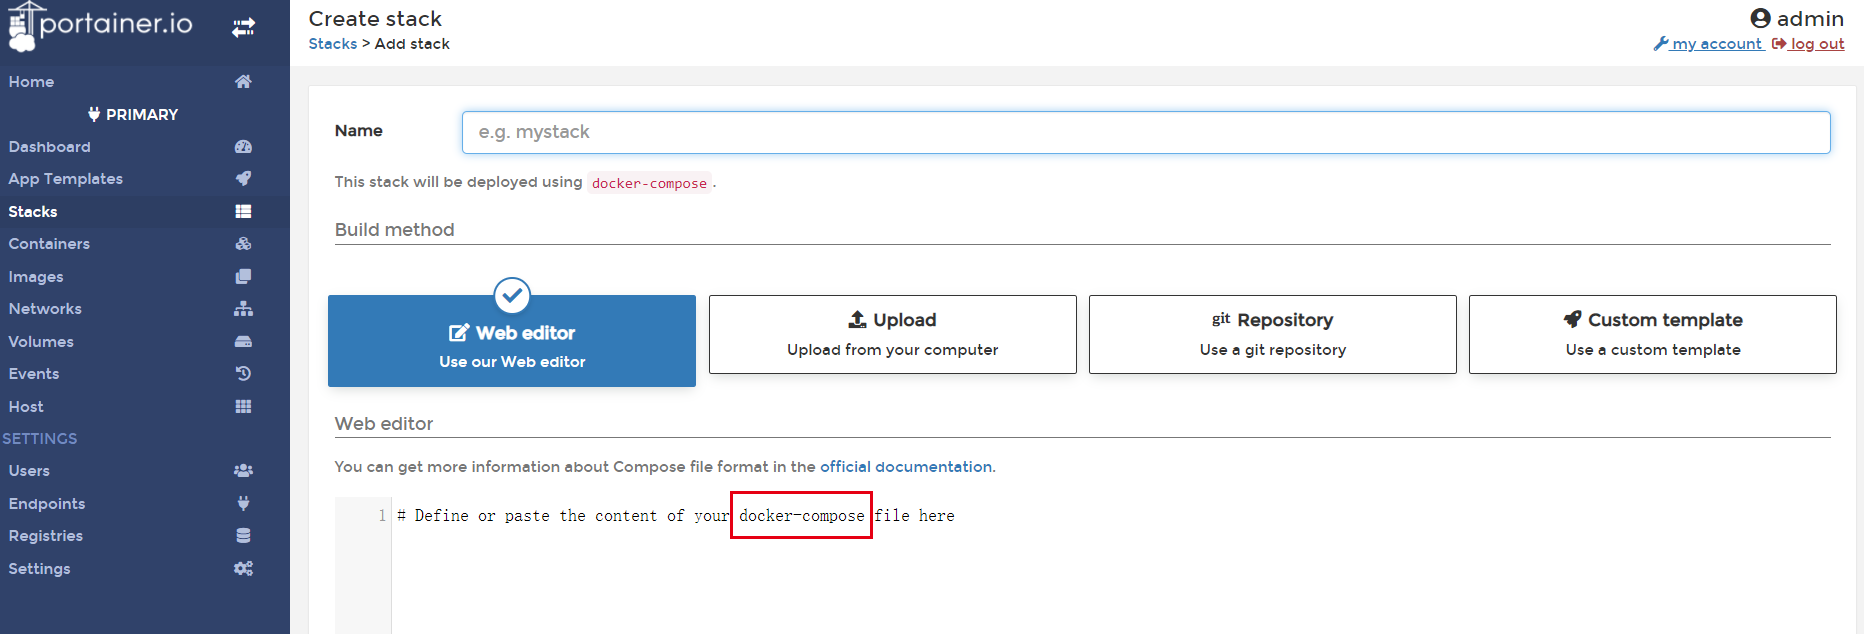 portainer.io
Home
PRIMARY
Dashboard
App Templates
Stacks
Containers
Images
Networks
Volumes
Events
Host
SETTINGS
Users
Endpoints
Registries
Settings
Create stack
Stacks > Add stack
admin
my account log out
Name e.g. mystack
This stack will be deployed using docker-compose .
Build method
Web editor
Use our Web editor
Upload
Upload from your computer
git Repository
Use a git repository
Custom template
Use a custom template
Web editor
You can get more information about Compose file format in the official documentation.
1 # Define or paste the content of your docker-compose file here